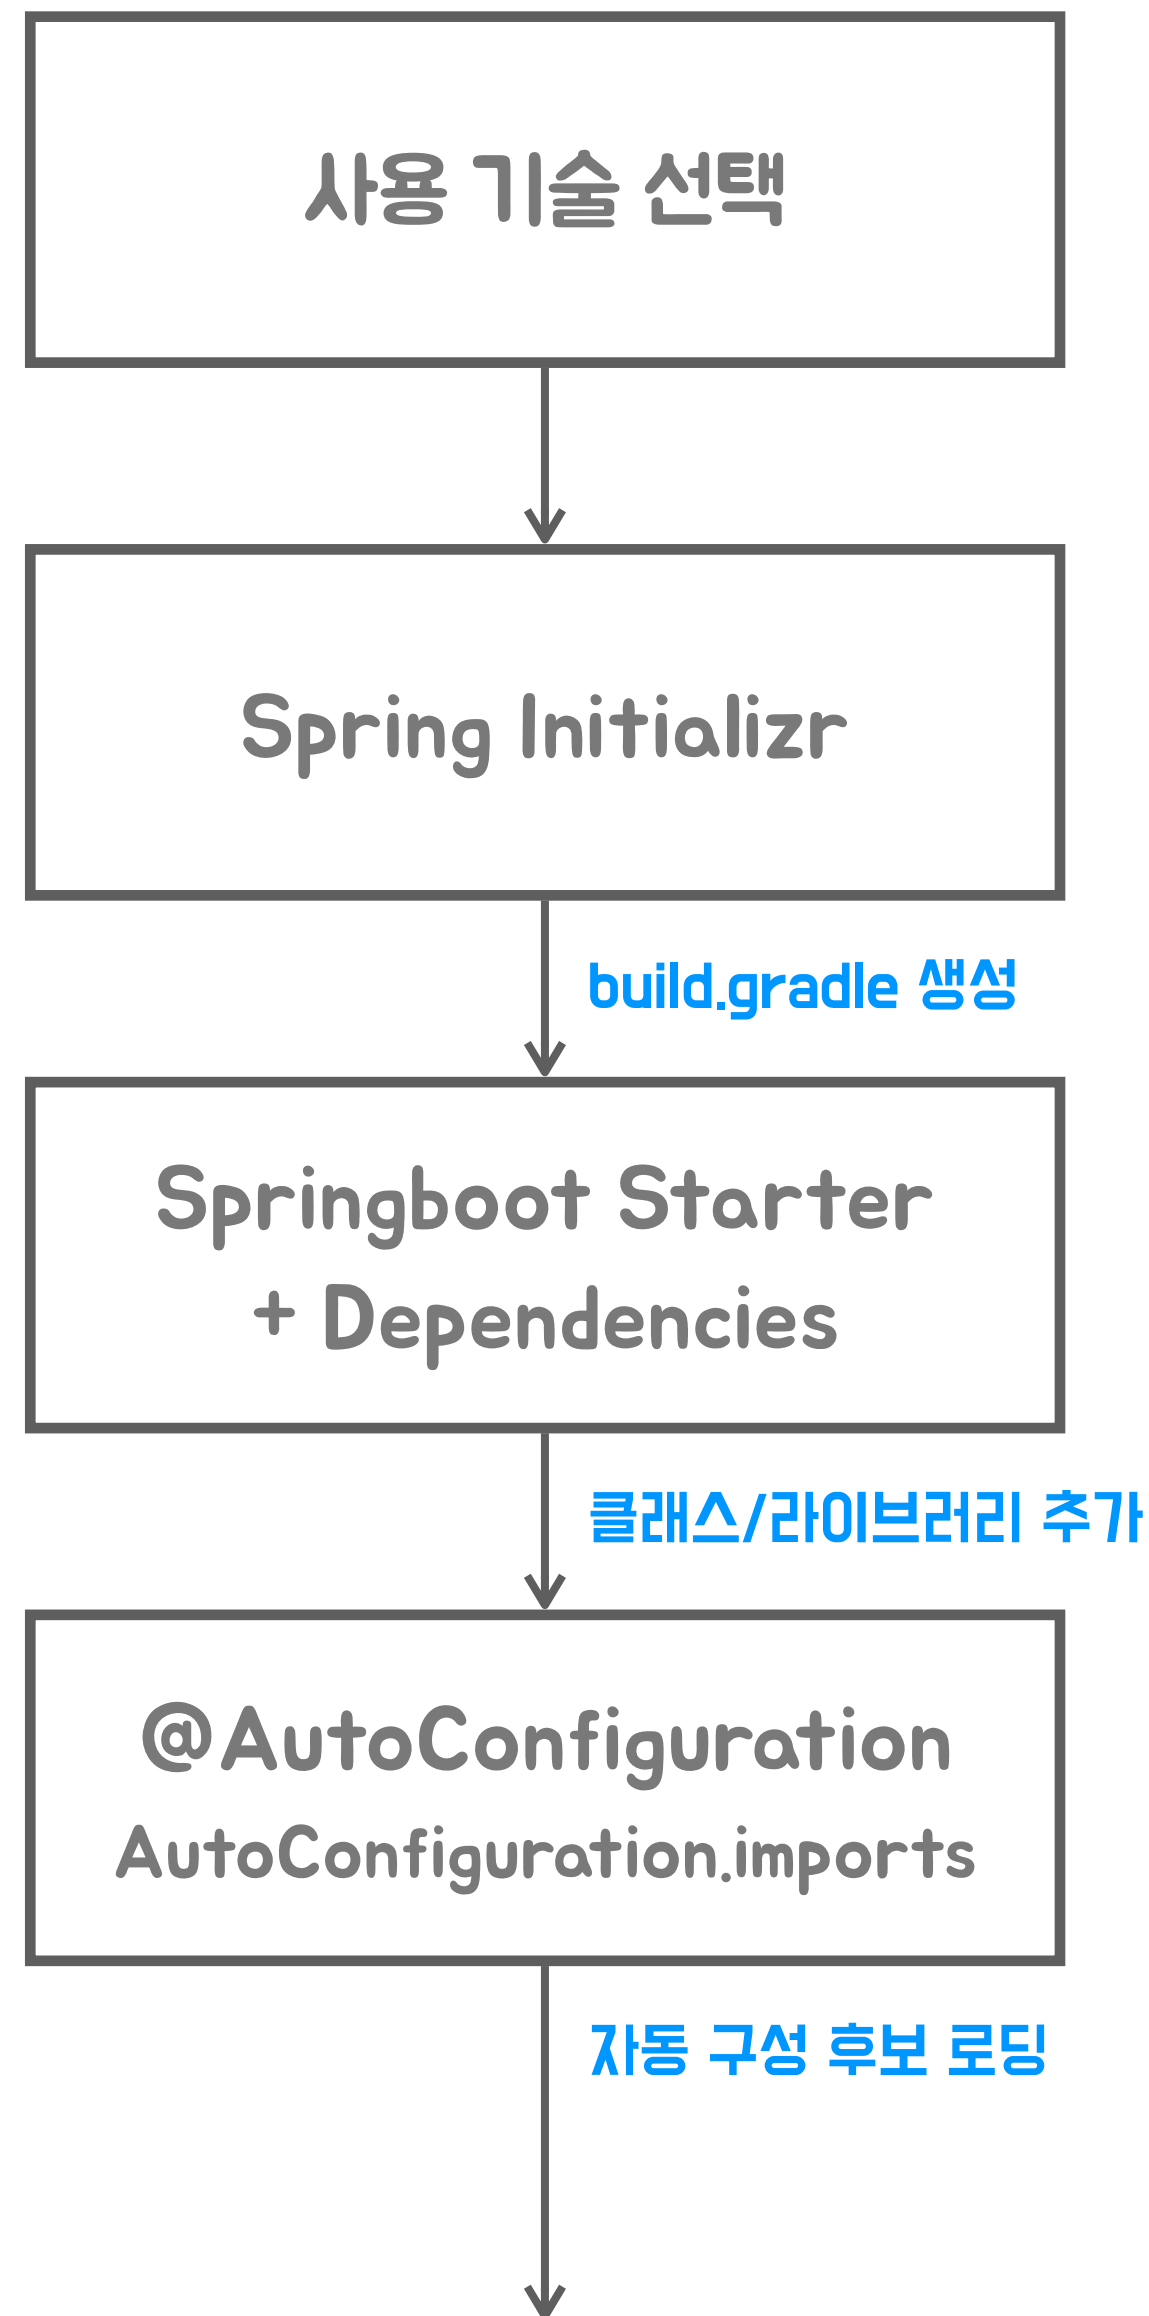 사용 기술 선택
Spring Initializr
build.gradle 생성
Springboot Starter
+ Dependencies
클래스/라이브러리 추가
@AutoConfiguration
AutoConfiguration.imports
자동 구성 후보 로딩